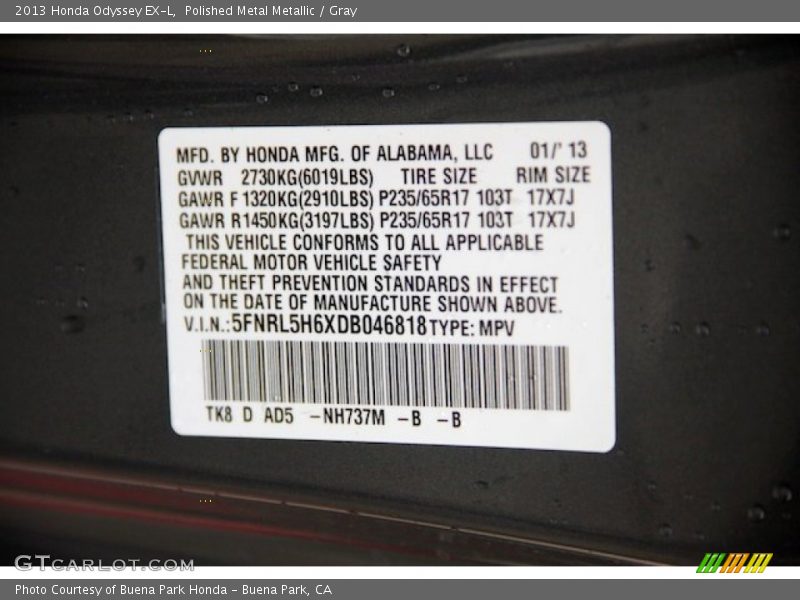 2013 Honda Odyssey EX-L, Polished Metal Metallic / Gray
MFD. BY HONDA MFG. OF ALABAMA, LLC 01/' 13
GVWR 2730KG(6019LBS) TIRE SIZE RIM SIZE
GAWR F 1320KG(2910LBS) P235/65R17 103T 17X7J
GAWR R1450KG(3197LBS) P235/65R17 103T 17X7J
THIS VEHICLE CONFORMS TO ALL APPLICABLE
FEDERAL MOTOR VEHICLE SAFETY
AND THEFT PREVENTION STANDARDS IN EFFECT
ON THE DATE OF MANUFACTURE SHOWN ABOVE.
V.I.N.:5FNRL5H6XDB046818 TYPE: MPV
TK8 D AD5 -NH737M -B -B
GTcarlot.com
Photo Courtesy of Buena Park Honda - Buena Park, CA